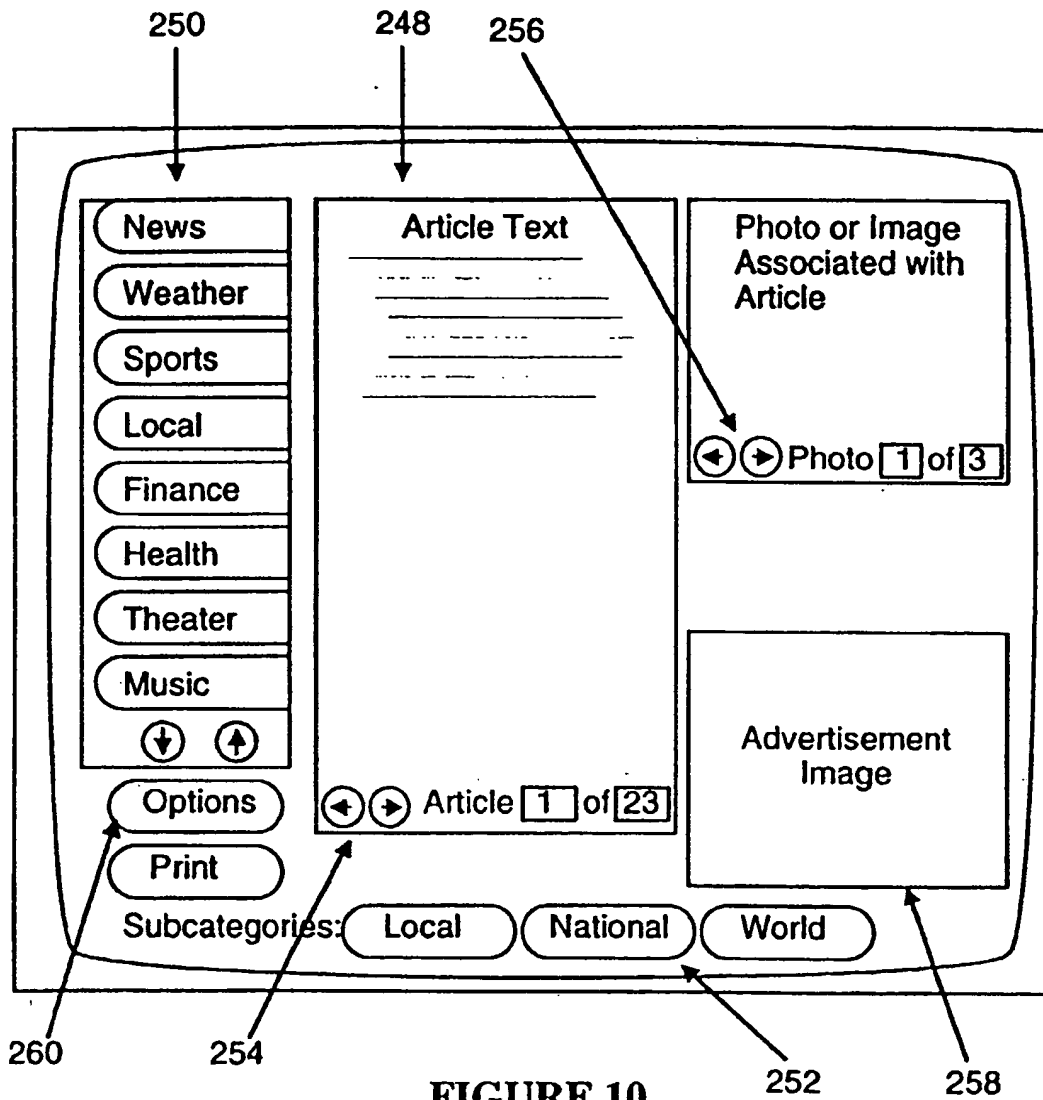 250 248 256
News
Weather
Sports
Local
Finance
Health
Theater
Music
Options
Print
Article Text
Article 1 of 23
Photo or Image
Associated with
Article
Photo 1 of 3
Advertisement
Image
Subcategories: Local National World
260 254 252 258
FIGURE 10